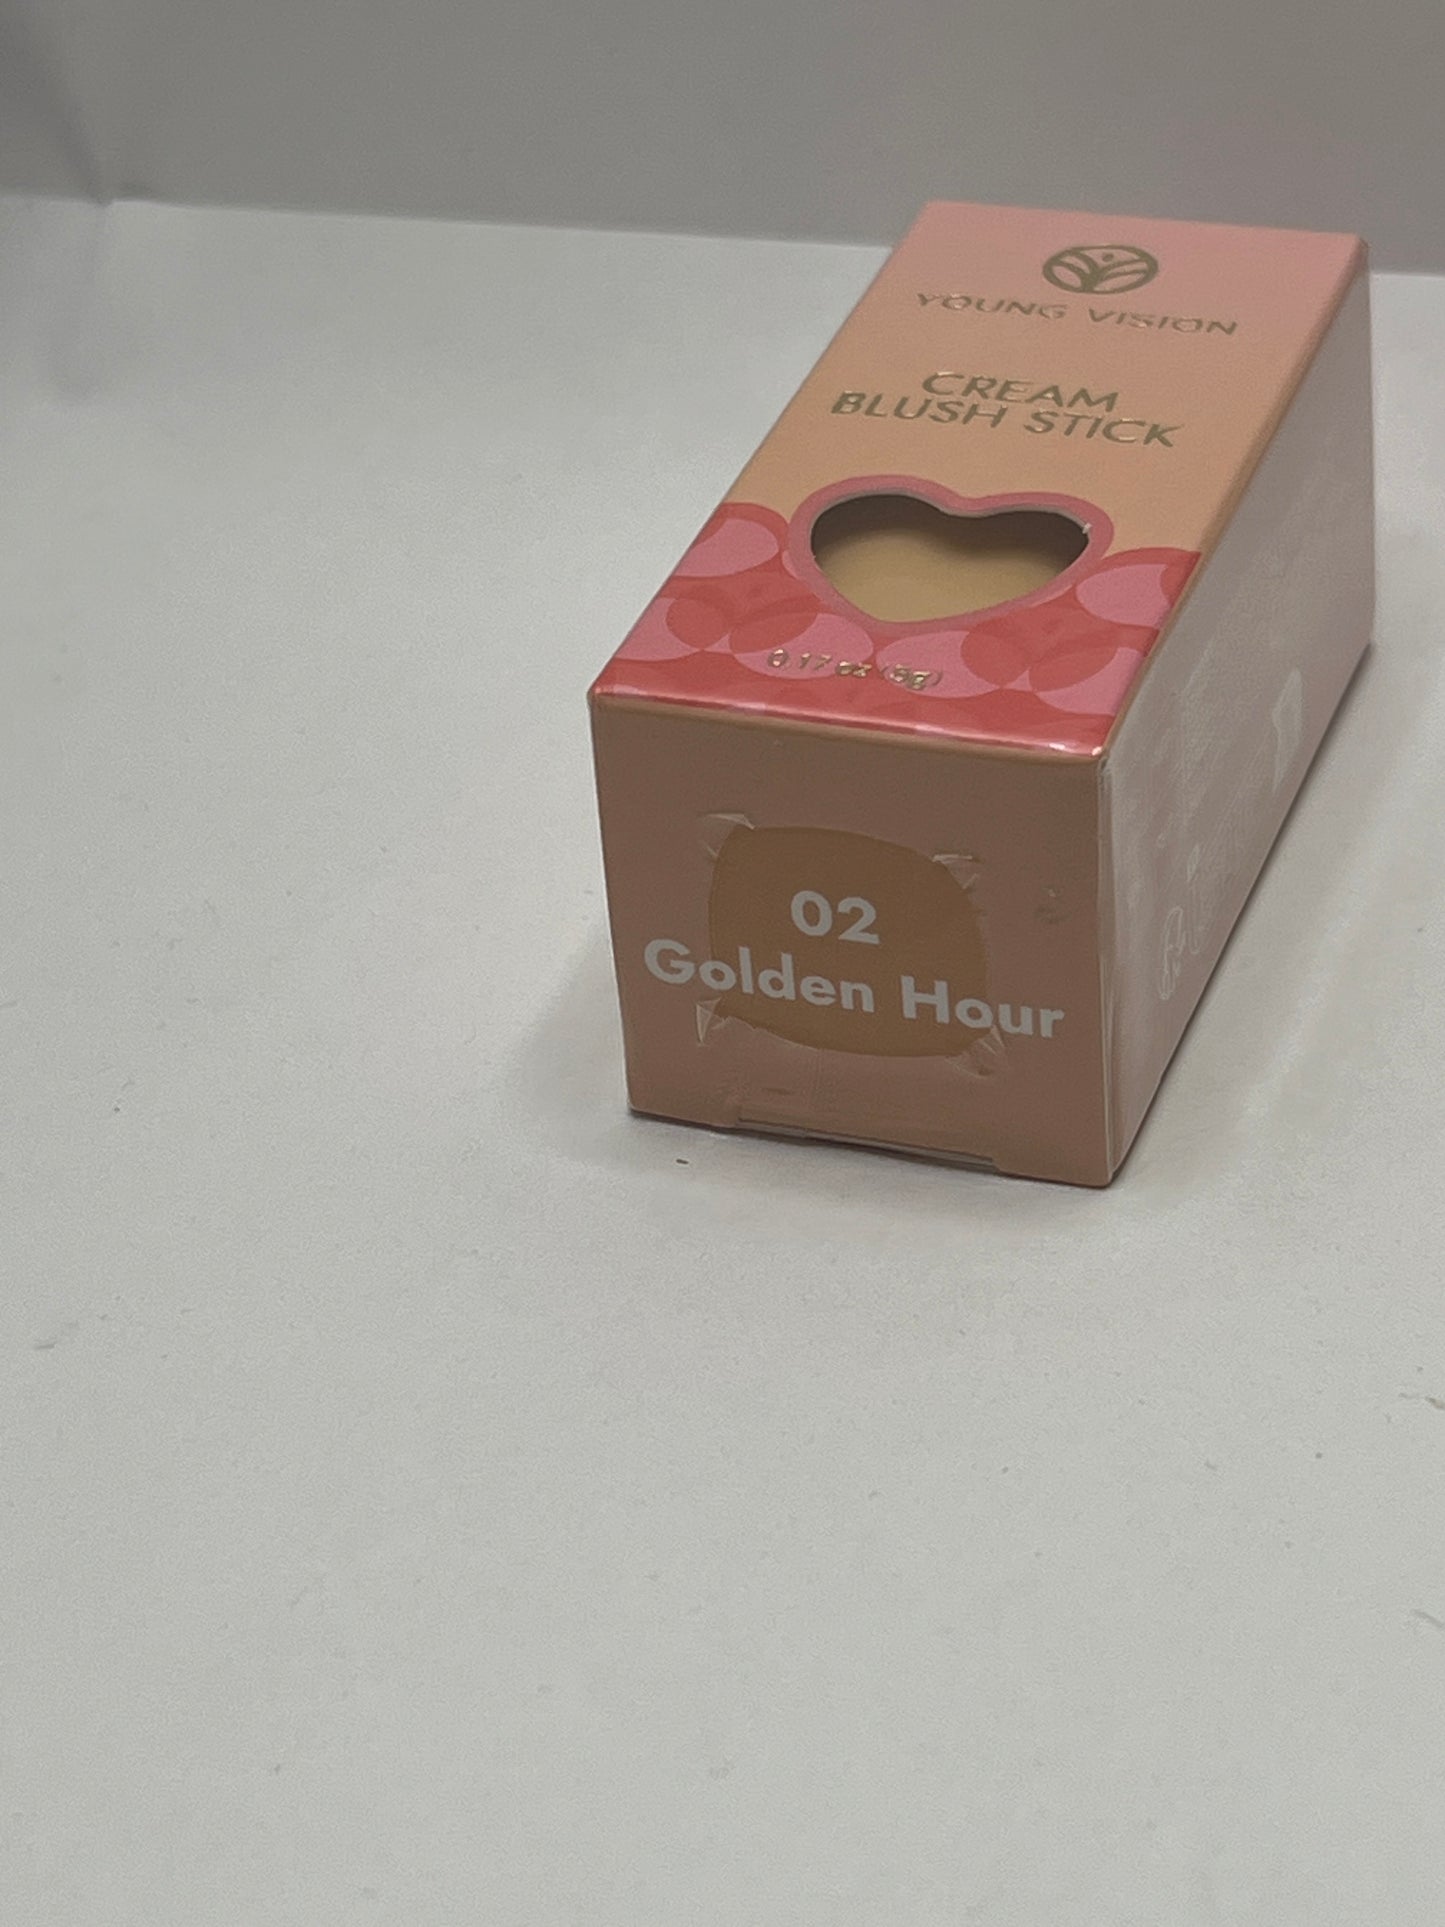 YOUNG VISION
CREAM
BLUSH STICK
0.17 oz (5g)
02
Golden Hour